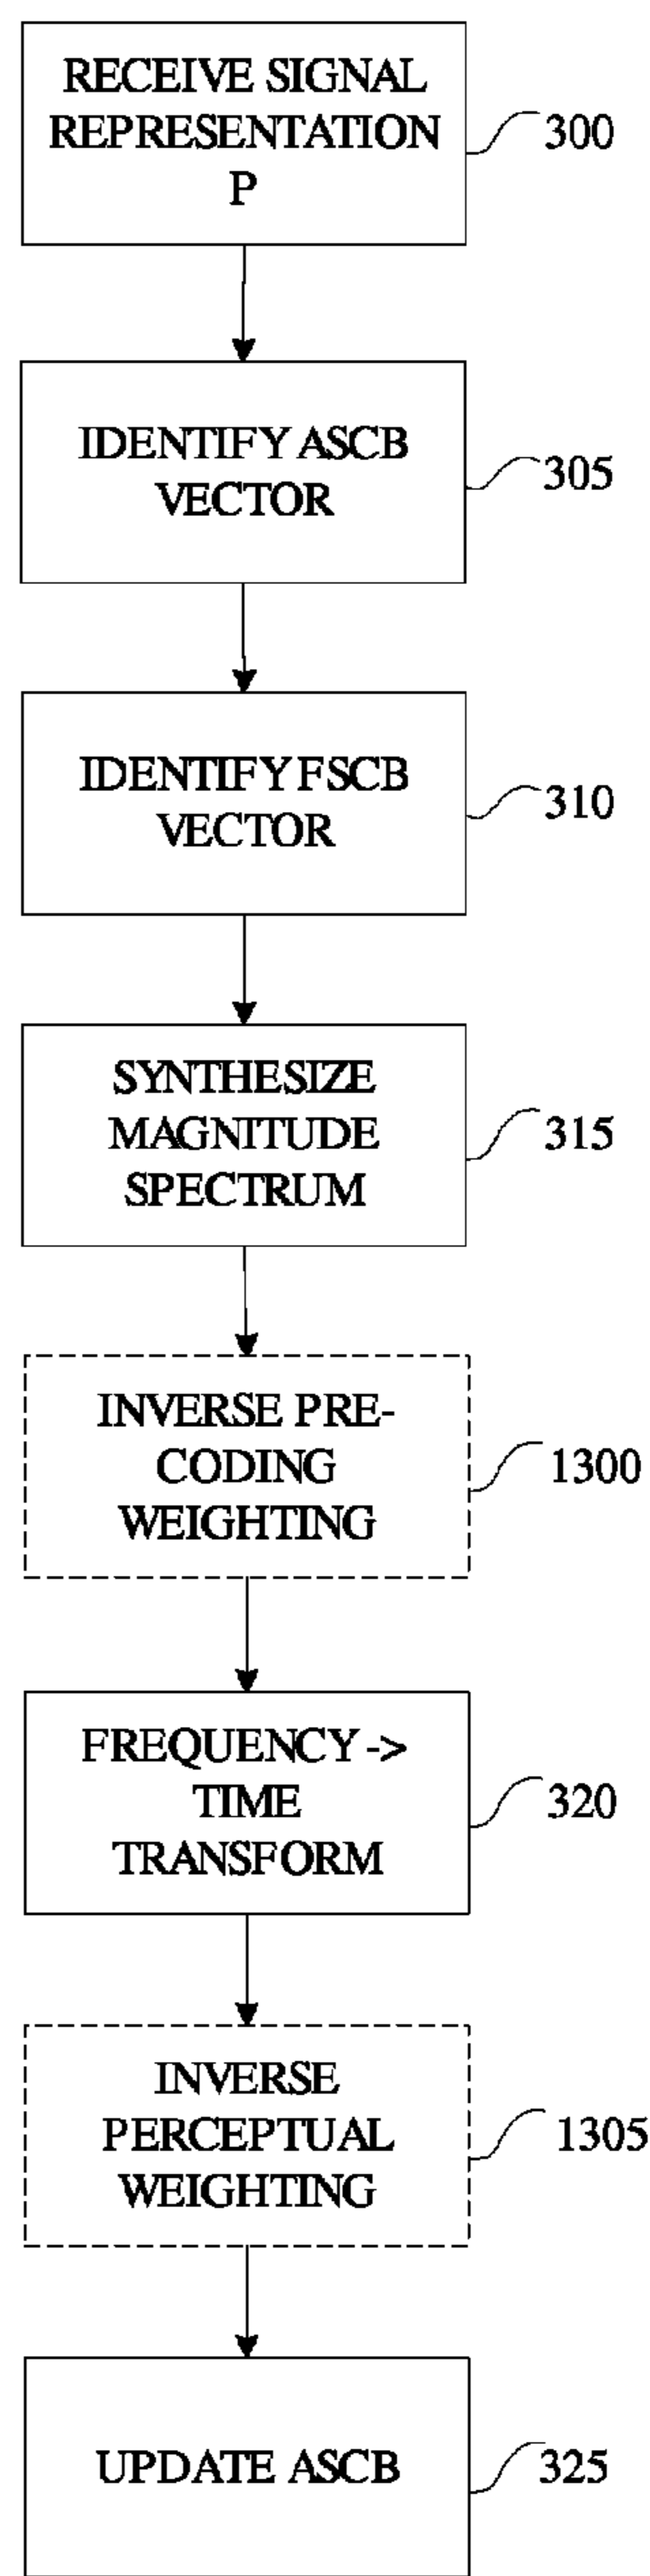 RECEIVE SIGNAL
REPRESENTATION
P
300
IDENTIFY ASCB
VECTOR
305
IDENTIFY FSCB
VECTOR
310
SYNTHESIZE
MAGNITUDE
SPECTRUM
315
INVERSE PRE-
CODING
WEIGHTING
1300
FREQUENCY ->
TIME
TRANSFORM
320
INVERSE
PERCEPTUAL
WEIGHTING
1305
UPDATE ASCB
325